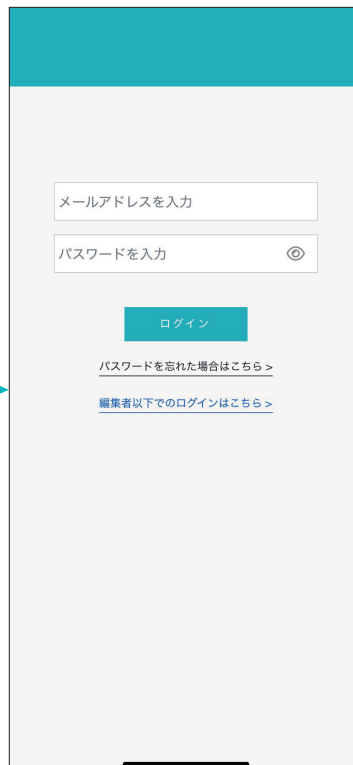 メールアドレスを入力
パスワードを入力
ログイン
パスワードを忘れた場合はこちら >
編集者以下でのログインはこちら >